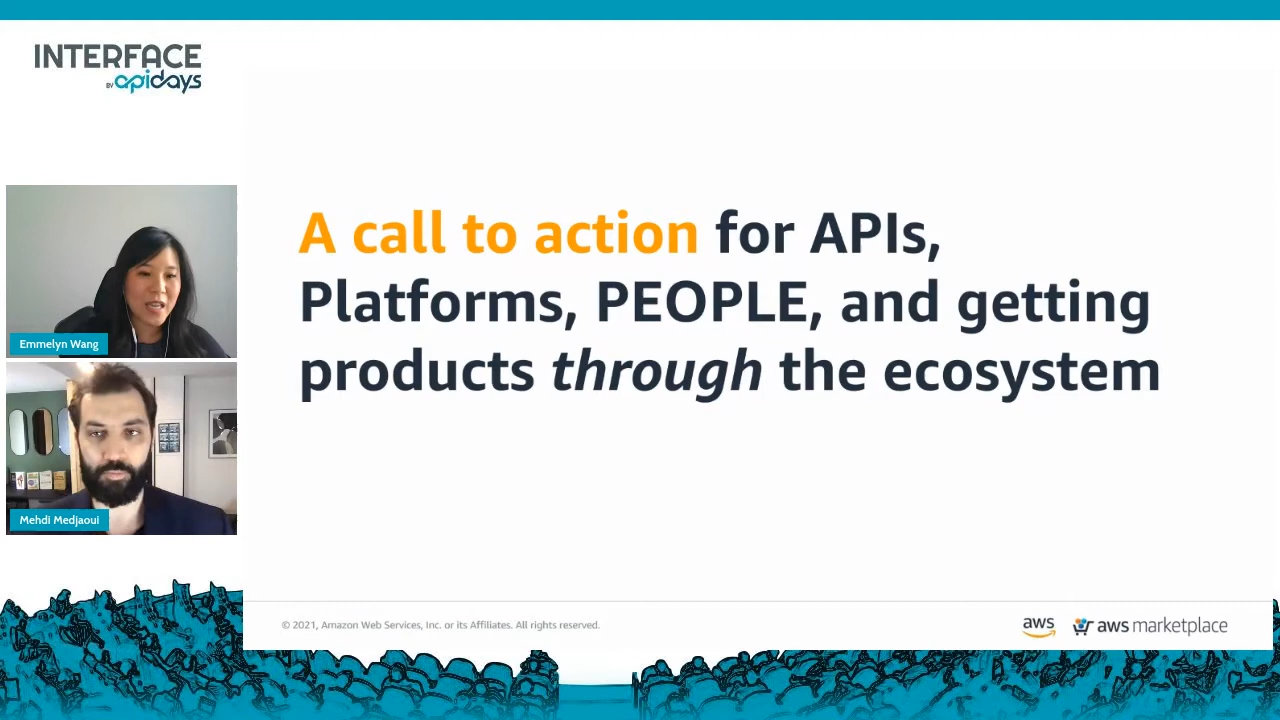 INTERFACE
BY apidays
Emmelyn Wang
Mehdi Medjaoui
A call to action for APIs,
Platforms, PEOPLE, and getting
products through the ecosystem
© 2021, Amazon Web Services, Inc. or its Affiliates. All rights reserved.
aws
aws marketplace